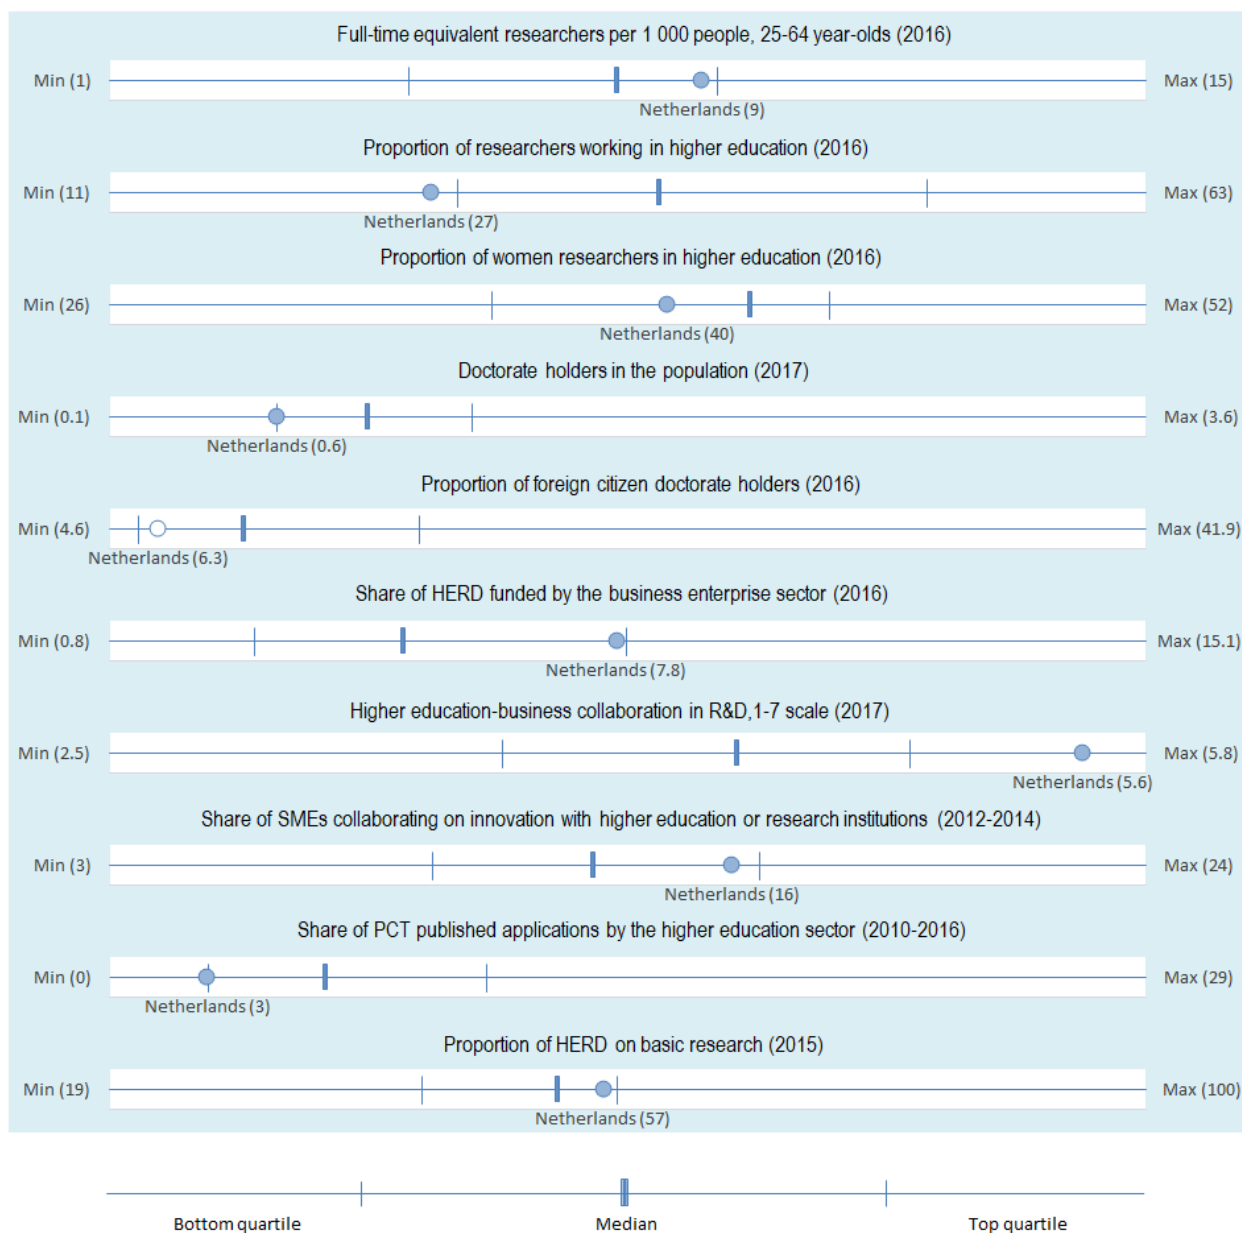 Full-time equivalent researchers per 1 000 people, 25-64 year-olds (2016)
Min (1)
Max (15)
Netherlands (9)
Proportion of researchers working in higher education (2016)
Min (11)
Max (63)
Netherlands (27)
Proportion of women researchers in higher education (2016)
Min (26)
Max (52)
Netherlands (40)
Doctorate holders in the population (2017)
Min (0.1)
Max (3.6)
Netherlands (0.6)
Proportion of foreign citizen doctorate holders (2016)
Min (4.6)
Max (41.9)
Netherlands (6.3)
Share of HERD funded by the business enterprise sector (2016)
Min (0.8)
Max (15.1)
Netherlands (7.8)
Higher education-business collaboration in R&D,1-7 scale (2017)
Min (2.5)
Max (5.8)
Netherlands (5.6)
Share of SMEs collaborating on innovation with higher education or research institutions (2012-2014)
Min (3)
Max (24)
Netherlands (16)
Share of PCT published applications by the higher education sector (2010-2016)
Min (0)
Max (29)
Netherlands (3)
Proportion of HERD on basic research (2015)
Min (19)
Max (100)
Netherlands (57)
Bottom quartile
Median
Top quartile